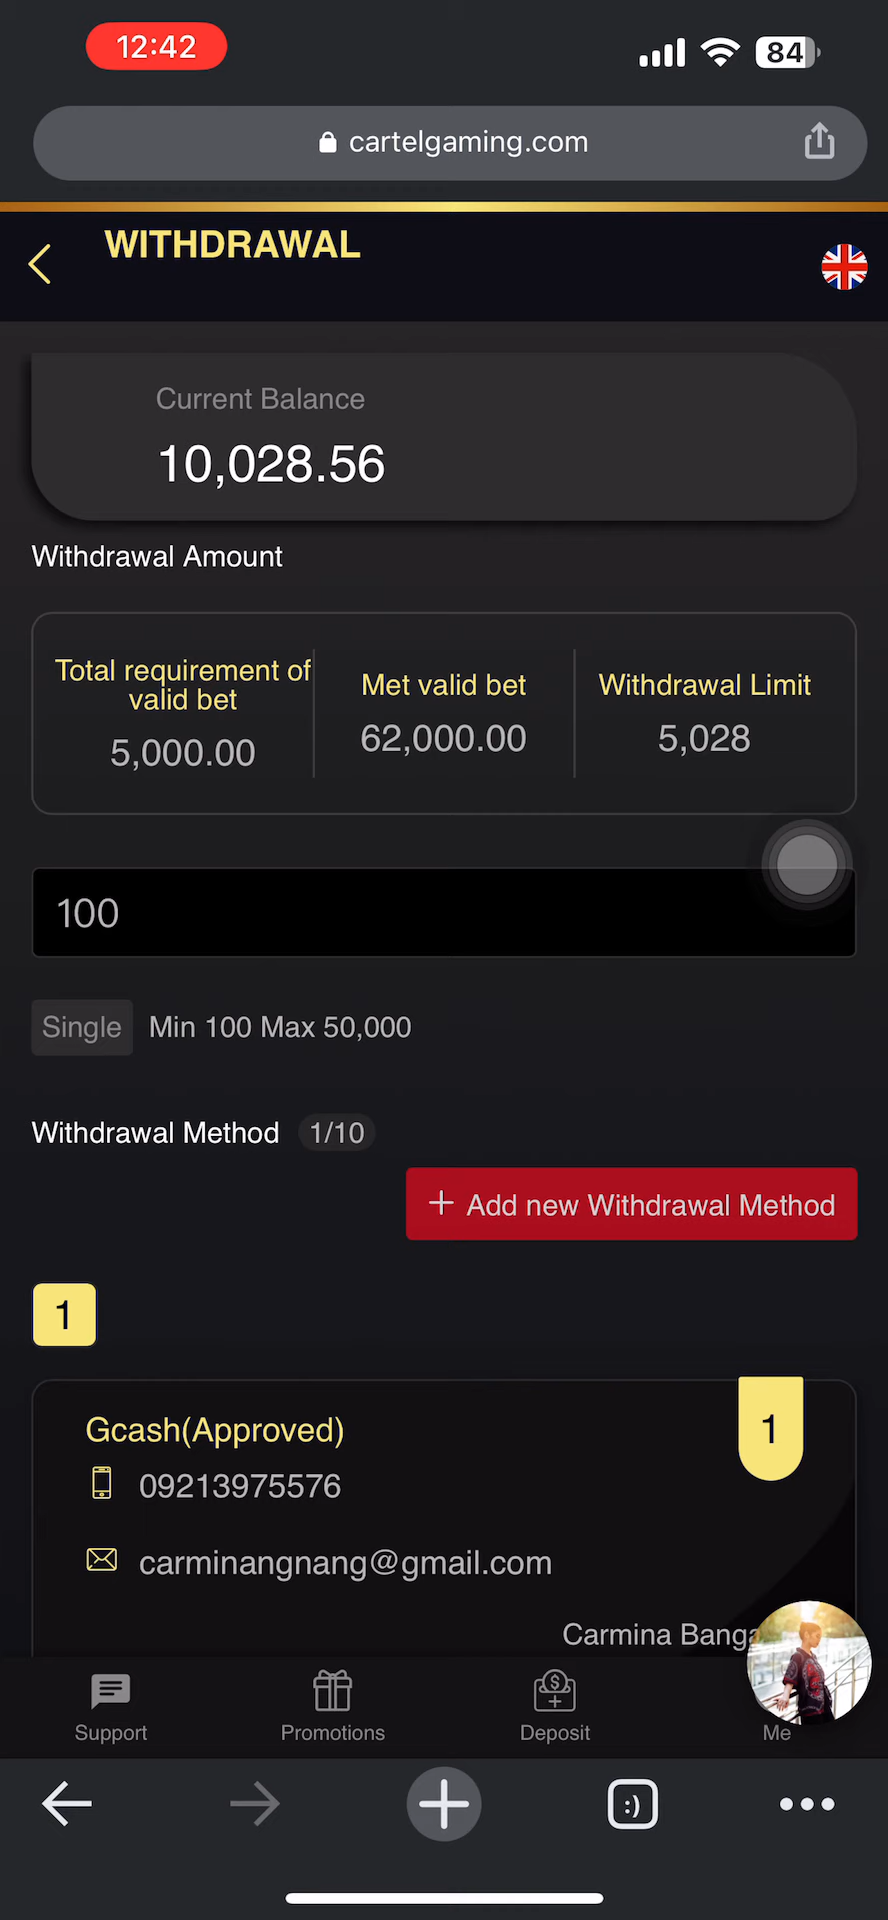 12:42
84
cartelgaming.com
WITHDRAWAL
Current Balance
10,028.56
Withdrawal Amount
Total requirement of
valid bet
5,000.00
Met valid bet
62,000.00
Withdrawal Limit
5,028
100
Single Min 100 Max 50,000
Withdrawal Method 1/10
+ Add new Withdrawal Method
1
Gcash(Approved)
1
09213975576
carminangnang@gmail.com
Carmina
Support
Promotions
Deposit
Me
:)